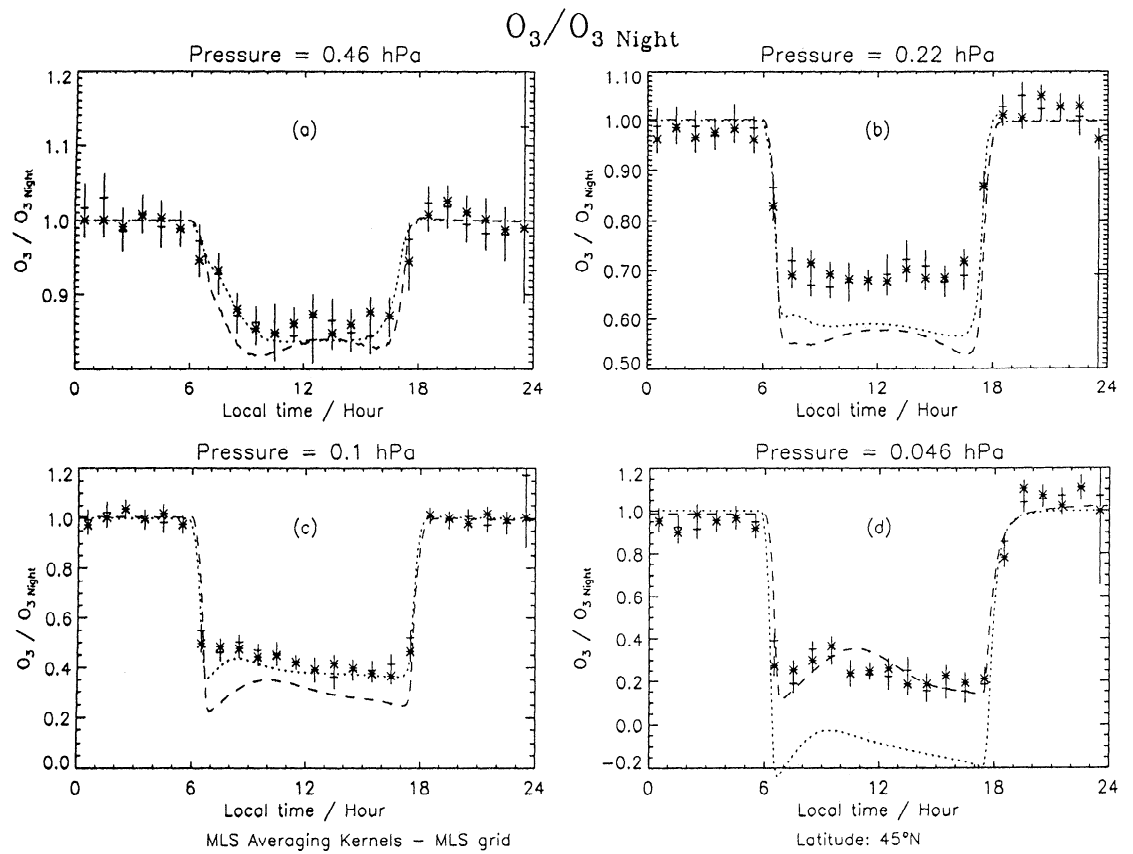 O₃/O₃ Night
Pressure = 0.46 hPa
1.2
1.1
1.0
0.9
O₃ / O₃ Night
(a)
0 6 12 18 24
Local time / Hour
Pressure = 0.22 hPa
1.10
1.00
0.90
0.80
0.70
0.60
0.50
O₃ / O₃ Night
(b)
0 6 12 18 24
Local time / Hour
Pressure = 0.1 hPa
1.2
1.0
0.8
0.6
0.4
0.2
0.0
O₃ / O₃ Night
(c)
0 6 12 18 24
Local time / Hour
Pressure = 0.046 hPa
1.2
1.0
0.8
0.6
0.4
0.2
0.0
−0.2
O₃ / O₃ Night
(d)
0 6 12 18 24
Local time / Hour
MLS Averaging Kernels − MLS grid
Latitude: 45°N